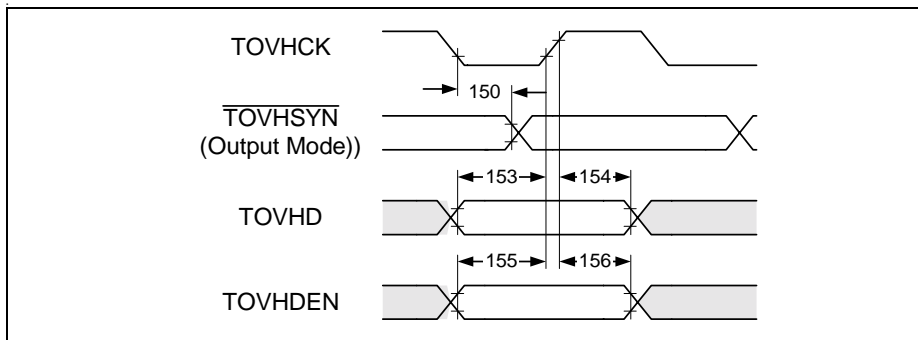 TOVHCK
150
TOVHSYN
(Output Mode))
153
154
TOVHD
155
156
TOVHDEN